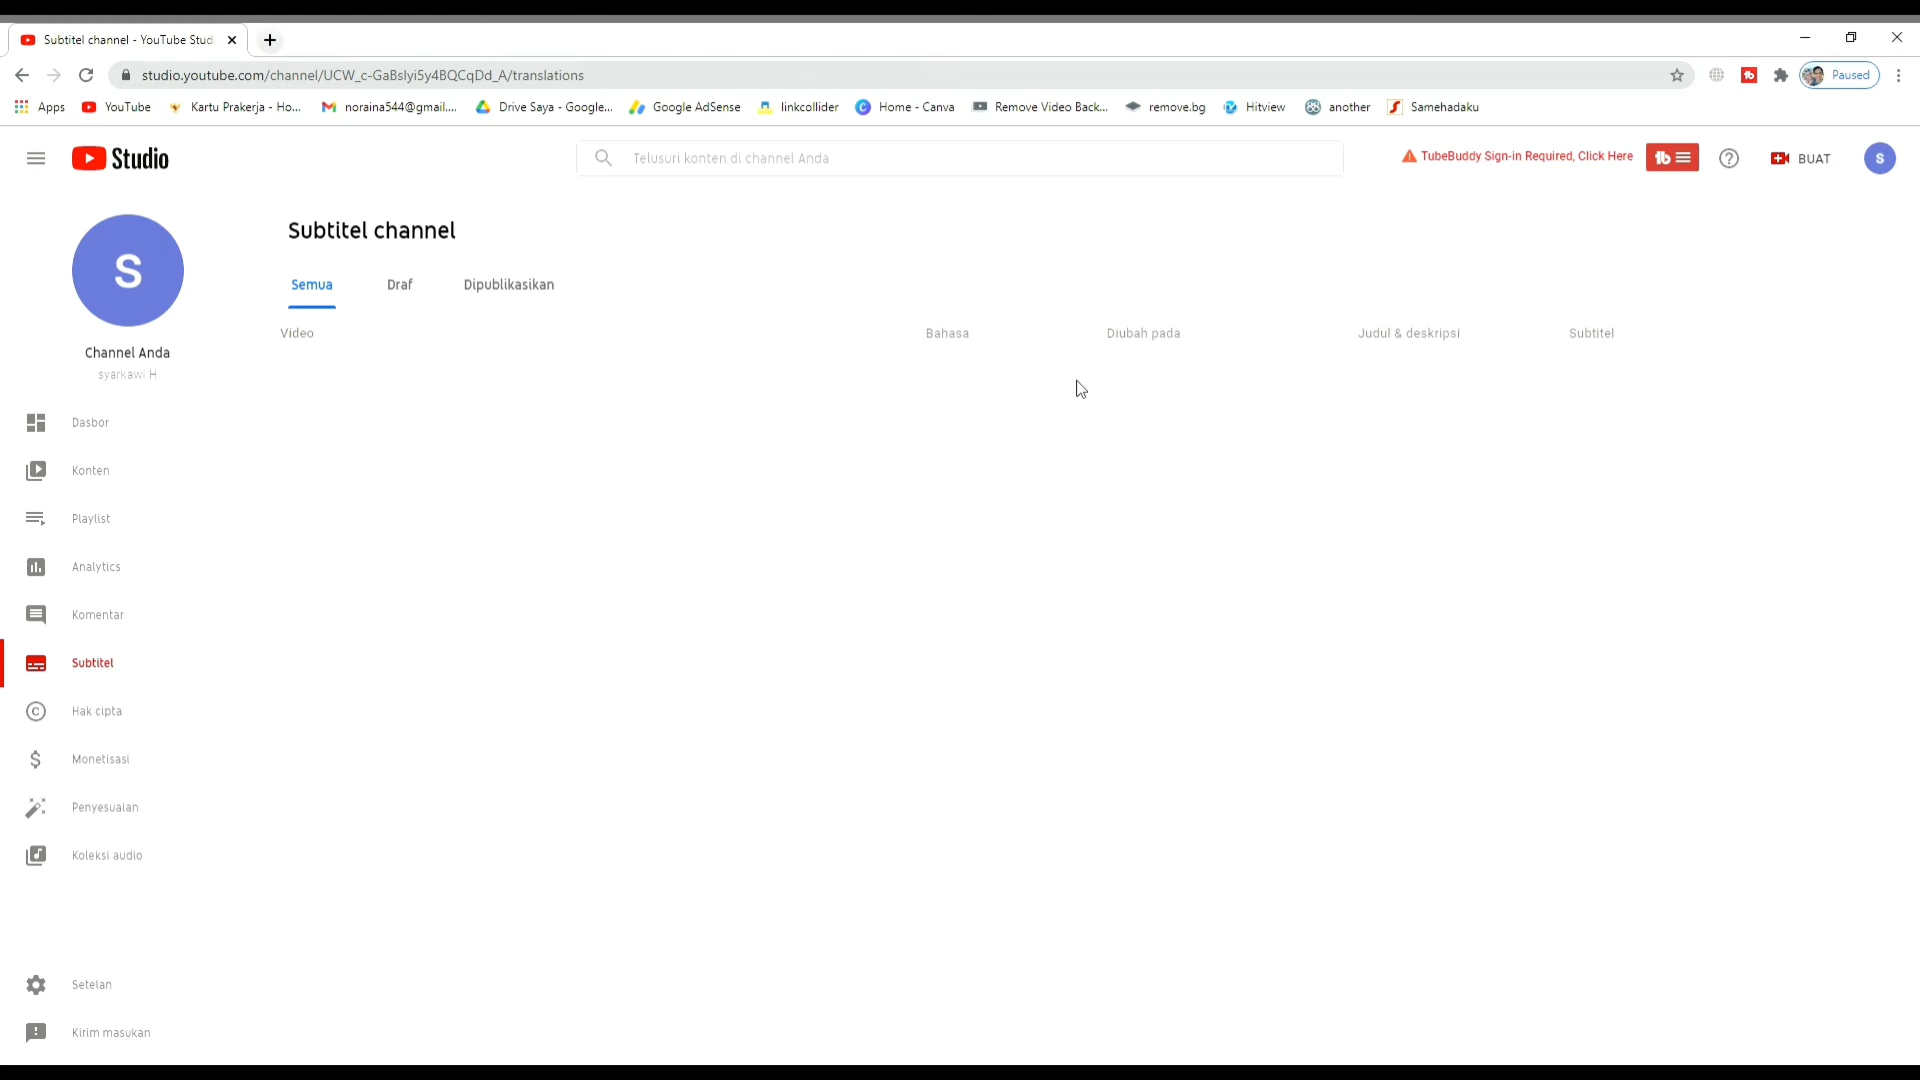 Subtitel channel - YouTube Stud
studio.youtube.com/channel/UCW_c-GaBslyi5y4BQCqDd_A/translations
Paused
Apps YouTube Kartu Prakerja - Ho... noraina544@gmail.... Drive Saya - Google... Google AdSense linkcollider Home - Canva Remove Video Back... remove.bg Hitview another Samehadaku
Studio
Telusuri konten di channel Anda
TubeBuddy Sign-in Required, Click Here
BUAT
S
S
Channel Anda
syarkawi H
Dasbor
Konten
Playlist
Analytics
Komentar
Subtitel
Hak cipta
Monetisasi
Penyesuaian
Koleksi audio
Setelan
Kirim masukan
Subtitel channel
Semua Draf Dipublikasikan
Video Bahasa Diubah pada Judul & deskripsi Subtitel